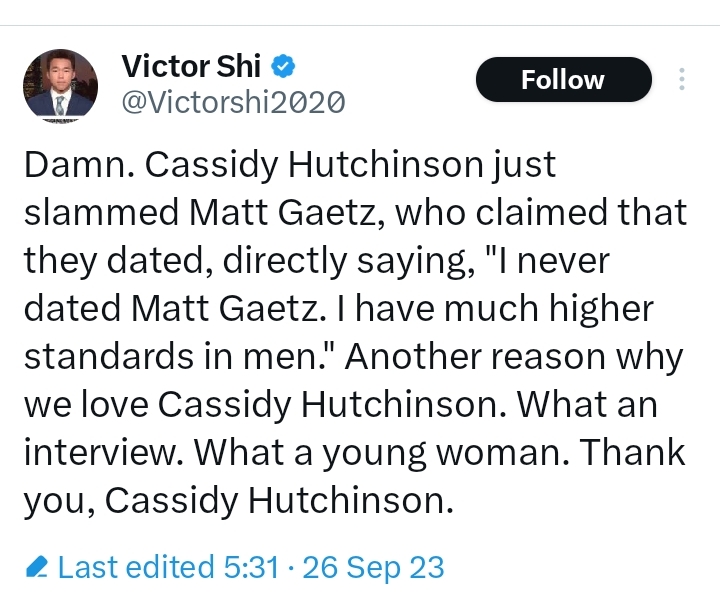 Victor Shi
@Victorshi2020
Follow
Damn. Cassidy Hutchinson just
slammed Matt Gaetz, who claimed that
they dated, directly saying, "I never
dated Matt Gaetz. I have much higher
standards in men." Another reason why
we love Cassidy Hutchinson. What an
interview. What a young woman. Thank
you, Cassidy Hutchinson.
Last edited 5:31 · 26 Sep 23